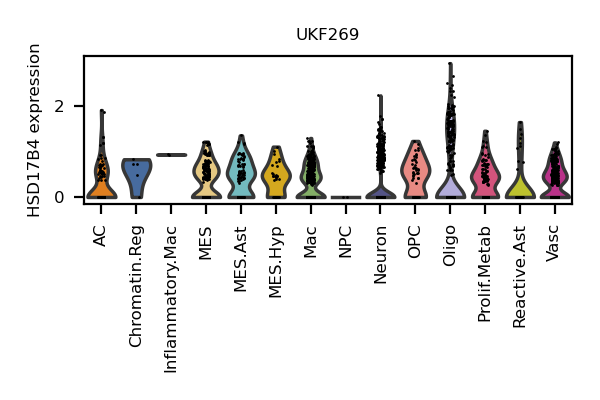 UKF269
HSD17B4 expression
2
0
AC
Chromatin.Reg
Inflammatory.Mac
MES
MES.Ast
MES.Hyp
Mac
NPC
Neuron
OPC
Oligo
Prolif.Metab
Reactive.Ast
Vasc